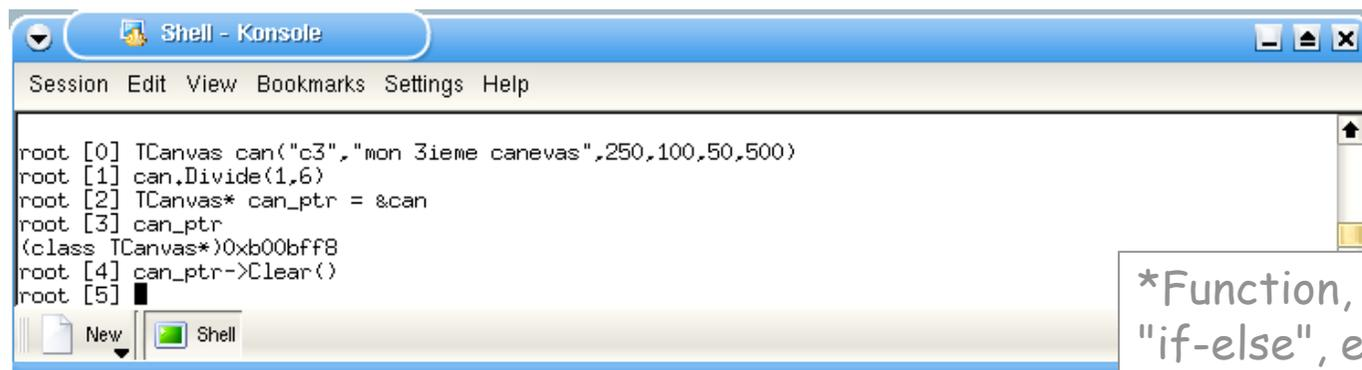 Shell - Konsole
Session Edit View Bookmarks Settings Help
root [0] TCanvas can("c3","mon 3ieme canevas",250,100,50,500)
root [1] can.Divide(1,6)
root [2] TCanvas* can_ptr = &can
root [3] can_ptr
(class TCanvas*)0xb00bff8
root [4] can_ptr->Clear()
root [5]
New Shell
*Function,
"if-else", e